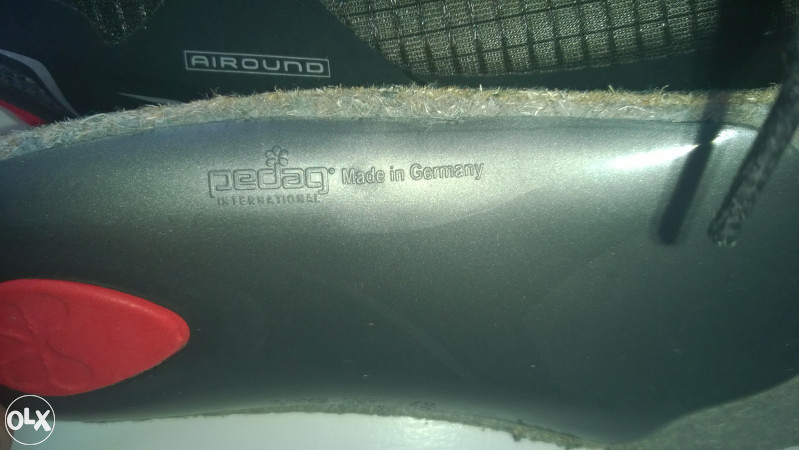 AIROUND
pedag® Made in Germany
INTERNATIONAL
OLX